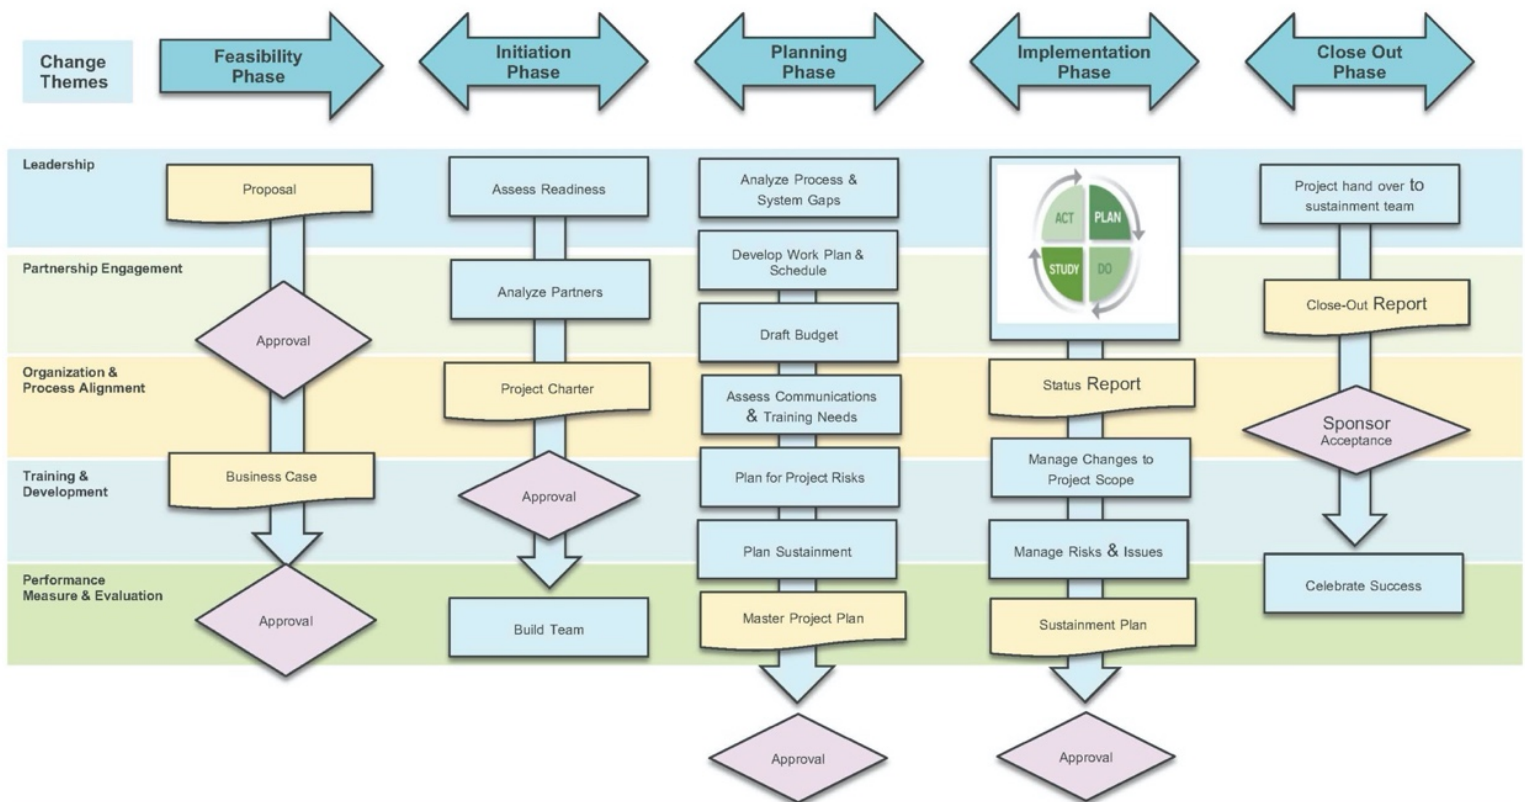 Change
Themes
Feasibility
Phase
Initiation
Phase
Planning
Phase
Implementation
Phase
Close Out
Phase
Leadership
Partnership Engagement
Organization &
Process Alignment
Training &
Development
Performance
Measure & Evaluation
Proposal
Approval
Business Case
Approval
Assess Readiness
Analyze Partners
Project Charter
Approval
Build Team
Analyze Process &
System Gaps
Develop Work Plan &
Schedule
Draft Budget
Assess Communications
& Training Needs
Plan for Project Risks
Plan Sustainment
Master Project Plan
Approval
ACT
PLAN
STUDY
DO
Status Report
Manage Changes to
Project Scope
Manage Risks & Issues
Sustainment Plan
Approval
Project hand over to
sustainment team
Close-Out Report
Sponsor
Acceptance
Celebrate Success